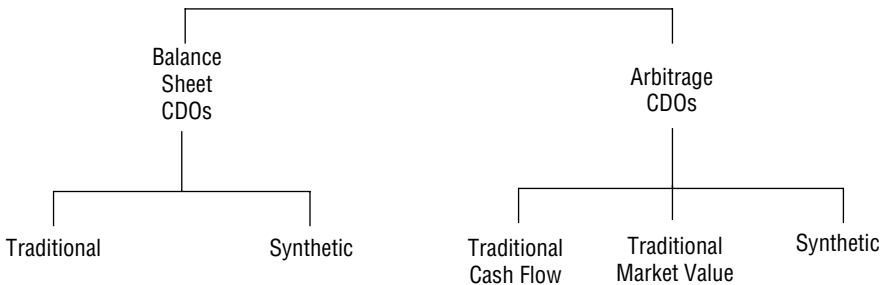 Balance
Sheet
CDOs
Arbitrage
CDOs
Traditional
Synthetic
Traditional
Cash Flow
Traditional
Market Value
Synthetic